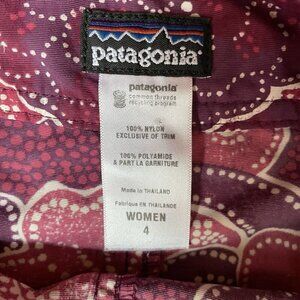 patagonia
patagonia
common threads
recycling program
100% NYLON
EXCLUSIVE OF TRIM
100% POLYAMIDE
A PART LA GARNITURE
Made in THAILAND
Fabriqué en THAÏLANDE
WOMEN
4